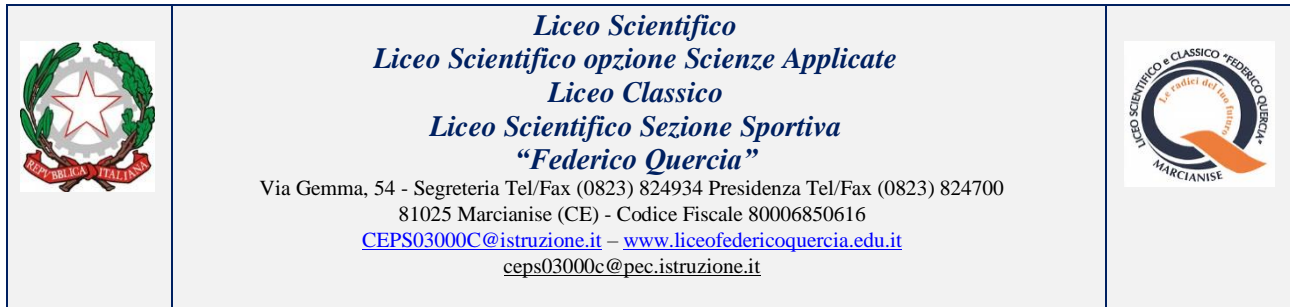 REPVBBLICA ITALIANA
Liceo Scientifico
Liceo Scientifico opzione Scienze Applicate
Liceo Classico
Liceo Scientifico Sezione Sportiva
“Federico Quercia”
Via Gemma, 54 - Segreteria Tel/Fax (0823) 824934 Presidenza Tel/Fax (0823) 824700
81025 Marcianise (CE) - Codice Fiscale 80006850616
CEPS03000C@istruzione.it – www.liceofedericoquercia.edu.it
ceps03000c@pec.istruzione.it
LICEO SCIENTIFICO e CLASSICO "FEDERICO QUERCIA"
Le radici del tuo futuro
MARCIANISE